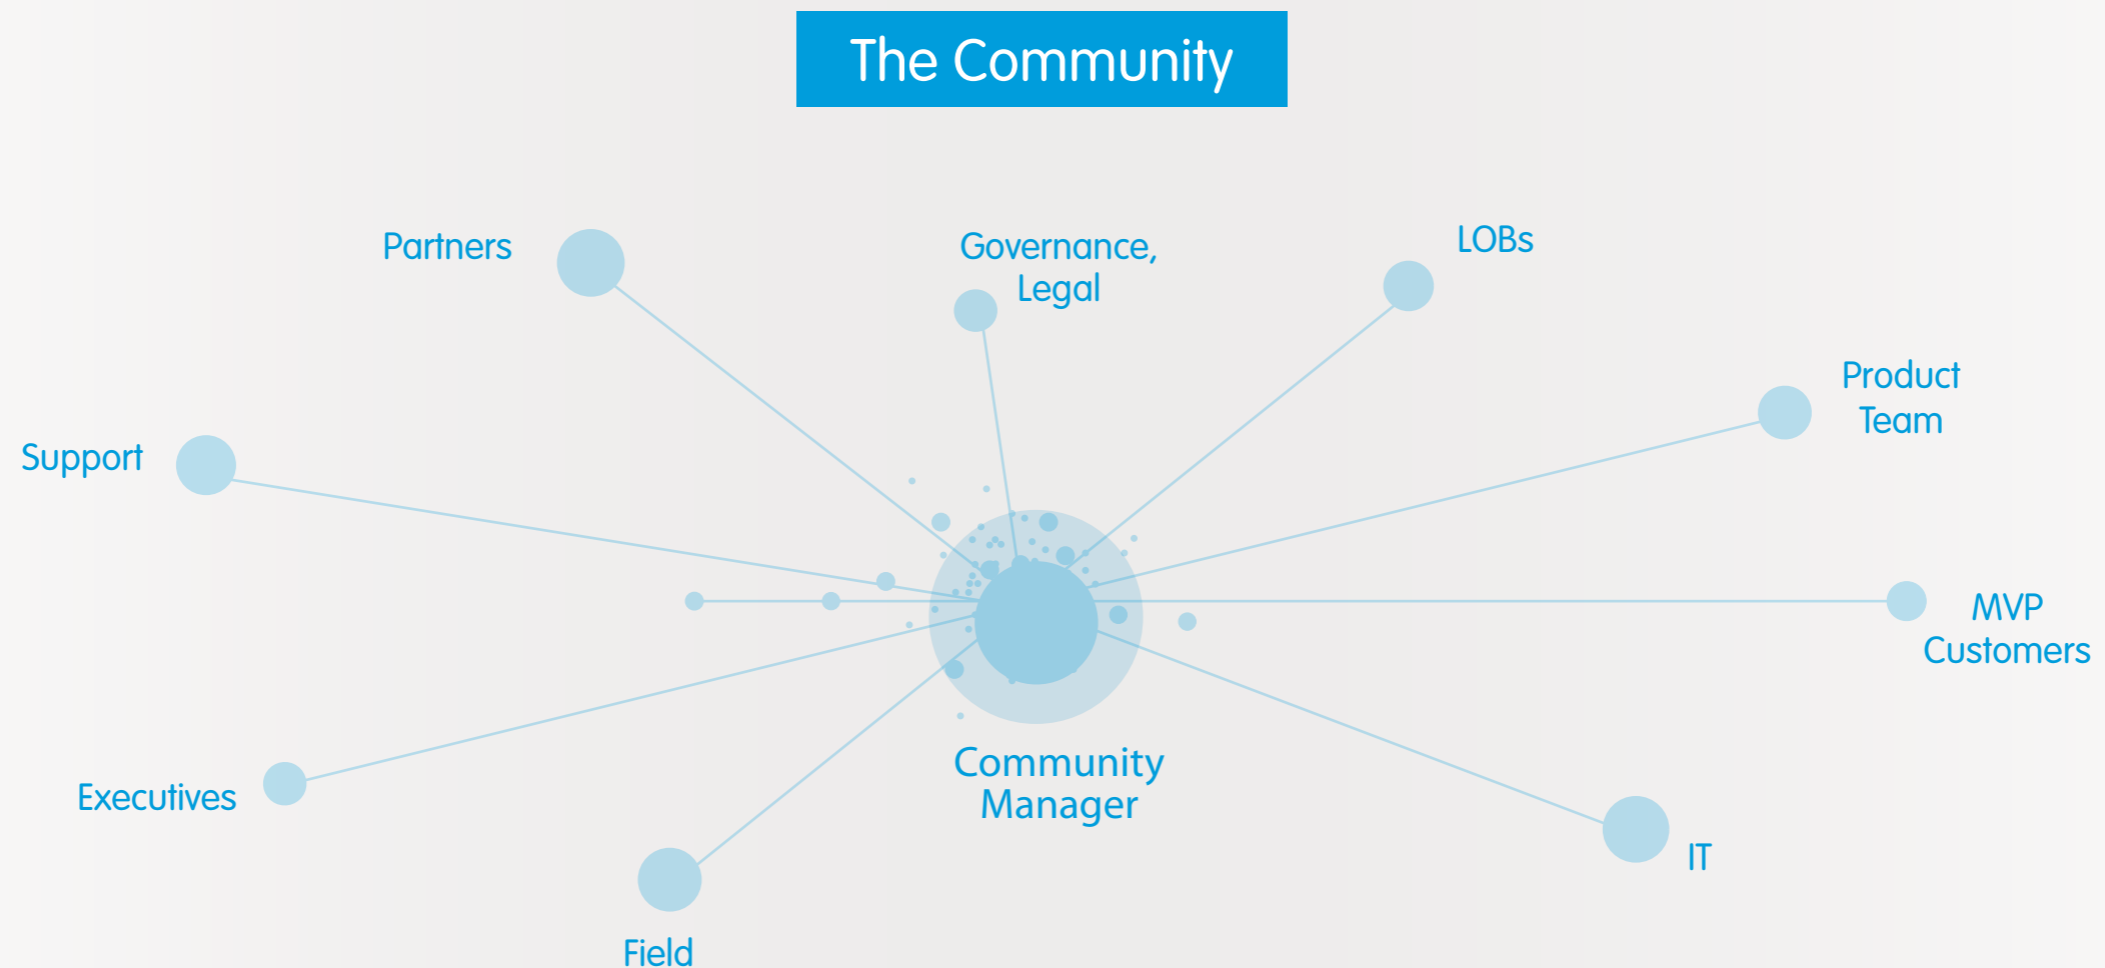 The Community
Partners
Governance,
Legal
LOBs
Product
Team
Support
MVP
Customers
Community
Manager
Executives
IT
Field